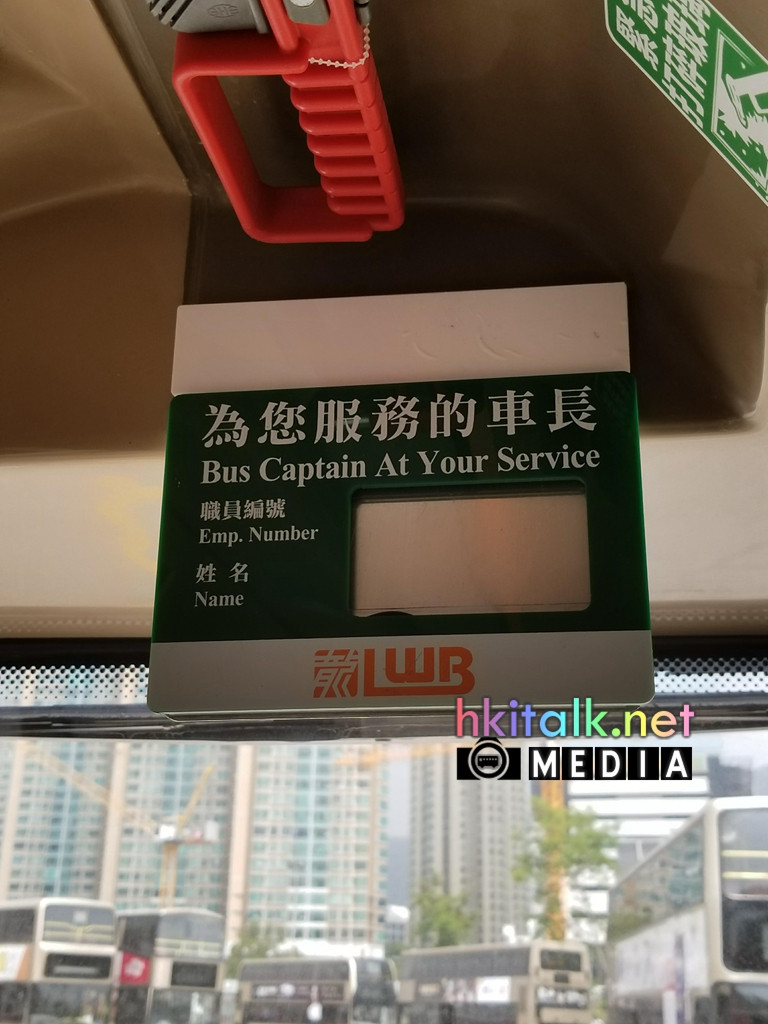 為您服務的車長
Bus Captain At Your Service
職員編號
Emp. Number
姓 名
Name
LWB
hkitalk.net
MEDIA